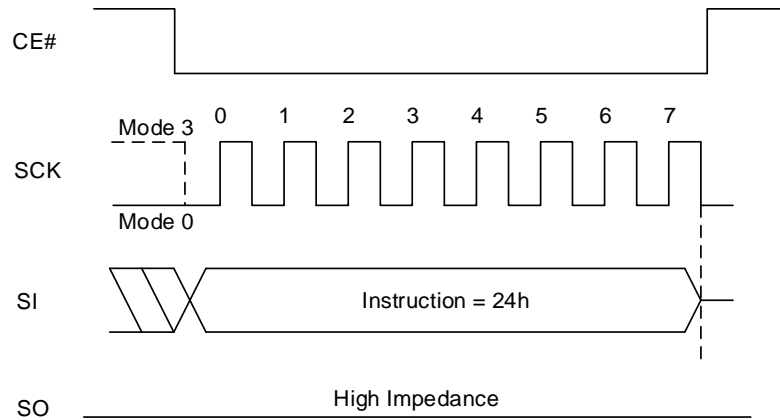 CE#
0 1 2 3 4 5 6 7
Mode 3
SCK
Mode 0
SI
Instruction = 24h
High Impedance
SO